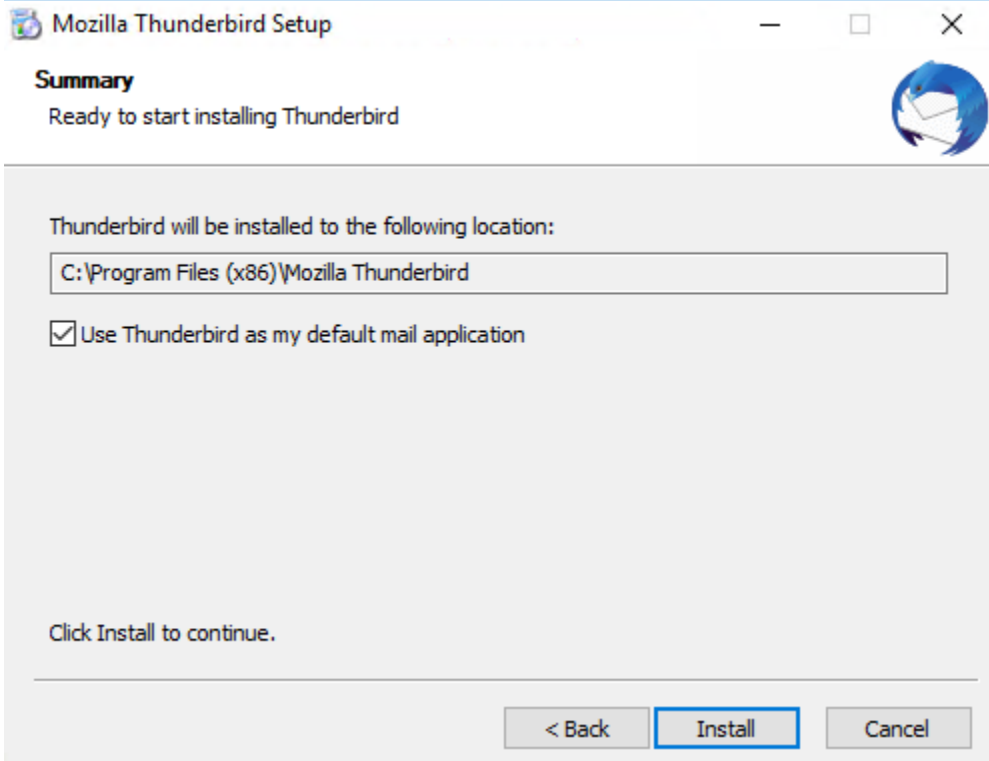 Mozilla Thunderbird Setup
Summary
Ready to start installing Thunderbird
Thunderbird will be installed to the following location:
C:\Program Files (x86)\Mozilla Thunderbird
Use Thunderbird as my default mail application
Click Install to continue.
< Back Install Cancel